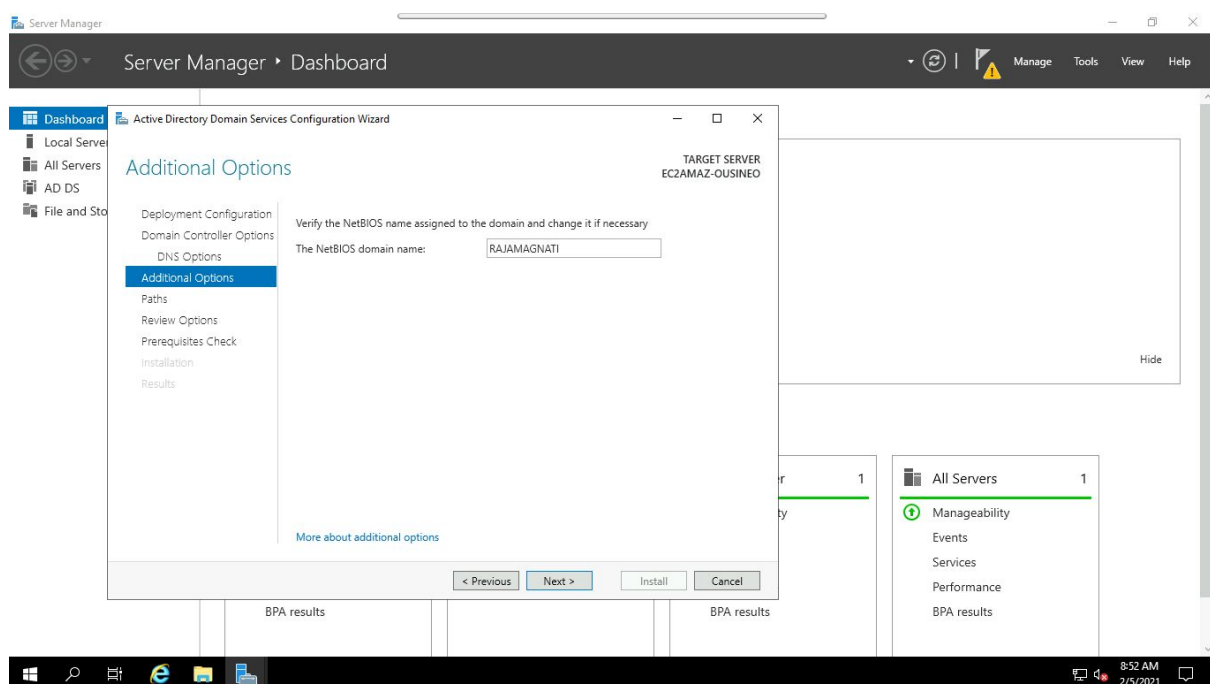 Server Manager
Server Manager • Dashboard
Manage Tools View Help
Dashboard
Local Server
All Servers
AD DS
File and Sto
Active Directory Domain Services Configuration Wizard
Additional Options
TARGET SERVER
EC2AMAZ-OUSINEO
Deployment Configuration
Domain Controller Options
DNS Options
Additional Options
Paths
Review Options
Prerequisites Check
Installation
Results
Verify the NetBIOS name assigned to the domain and change it if necessary
The NetBIOS domain name: RAJAMAGNATI
More about additional options
< Previous Next > Install Cancel
Hide
r 1
ty
BPA results
BPA results
All Servers 1
Manageability
Events
Services
Performance
BPA results
8:52 AM
2/5/2021